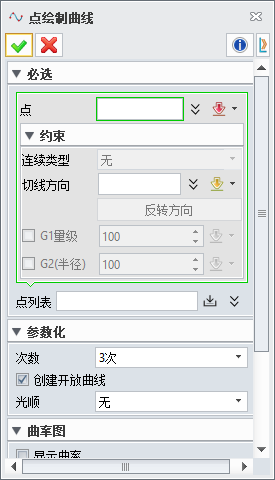 点绘制曲线
必选
点
约束
连续类型 无
切线方向
反转方向
G1量级 100
G2(半径) 100
点列表
参数化
次数 3次
创建开放曲线
光顺 无
曲率图
显示曲率